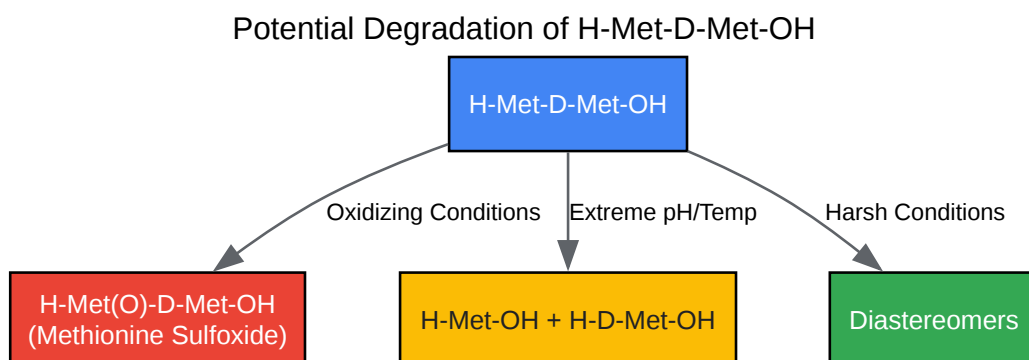 Potential Degradation of H-Met-D-Met-OH
H-Met-D-Met-OH
Oxidizing Conditions
Extreme pH/Temp
Harsh Conditions
H-Met(O)-D-Met-OH
(Methionine Sulfoxide)
H-Met-OH + H-D-Met-OH
Diastereomers